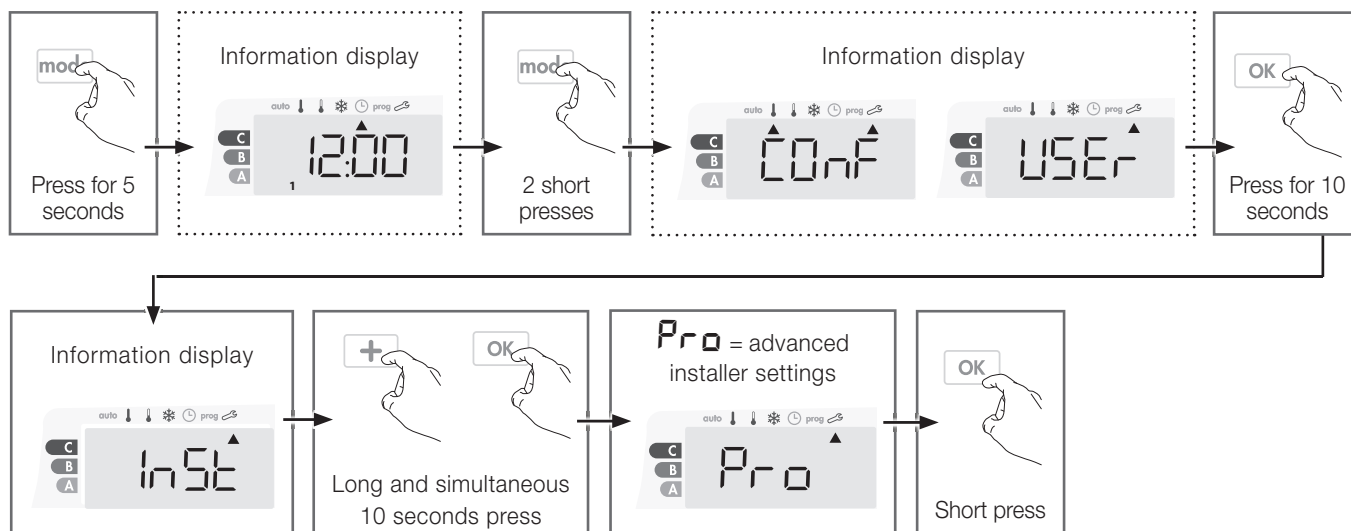 mod
Press for 5
seconds
Information display
auto prog
C
B
A
12:00
1
mod
2 short
presses
Information display
auto prog
C
B
A
COnF
auto prog
C
B
A
USEr
OK
Press for 10
seconds
Information display
auto prog
C
B
A
InSt
+
OK
Long and simultaneous
10 seconds press
Pro = advanced
installer settings
auto prog
C
B
A
Pro
OK
Short press